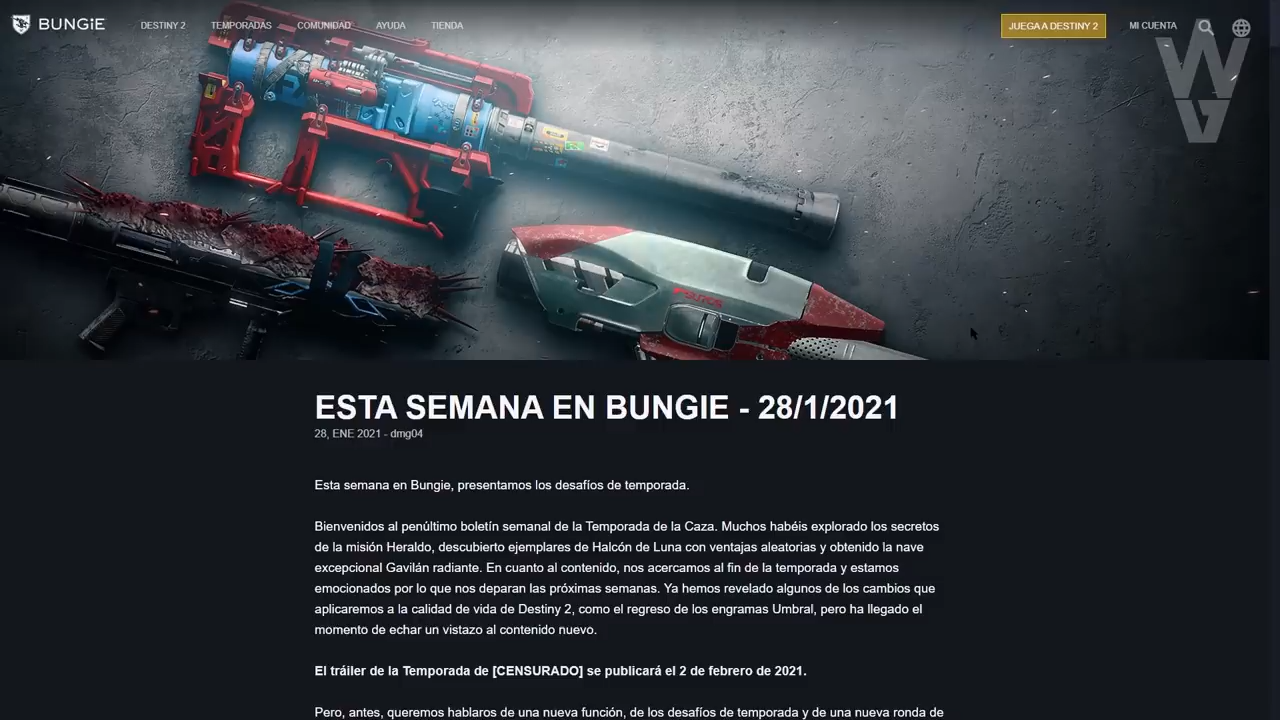 BUNGiE
DESTINY 2
TEMPORADAS
COMUNIDAD
AYUDA
TIENDA
JUEGA A DESTINY 2
MI CUENTA
WG
SUROS
ESTA SEMANA EN BUNGIE - 28/1/2021
28, ENE 2021 - dmg04
Esta semana en Bungie, presentamos los desafíos de temporada.
Bienvenidos al penúltimo boletín semanal de la Temporada de la Caza. Muchos habéis explorado los secretos
de la misión Heraldo, descubierto ejemplares de Halcón de Luna con ventajas aleatorias y obtenido la nave
excepcional Gavilán radiante. En cuanto al contenido, nos acercamos al fin de la temporada y estamos
emocionados por lo que nos deparan las próximas semanas. Ya hemos revelado algunos de los cambios que
aplicaremos a la calidad de vida de Destiny 2, como el regreso de los engramas Umbral, pero ha llegado el
momento de echar un vistazo al contenido nuevo.
El tráiler de la Temporada de [CENSURADO] se publicará el 2 de febrero de 2021.
Pero, antes, queremos hablaros de una nueva función, de los desafíos de temporada y de una nueva ronda de